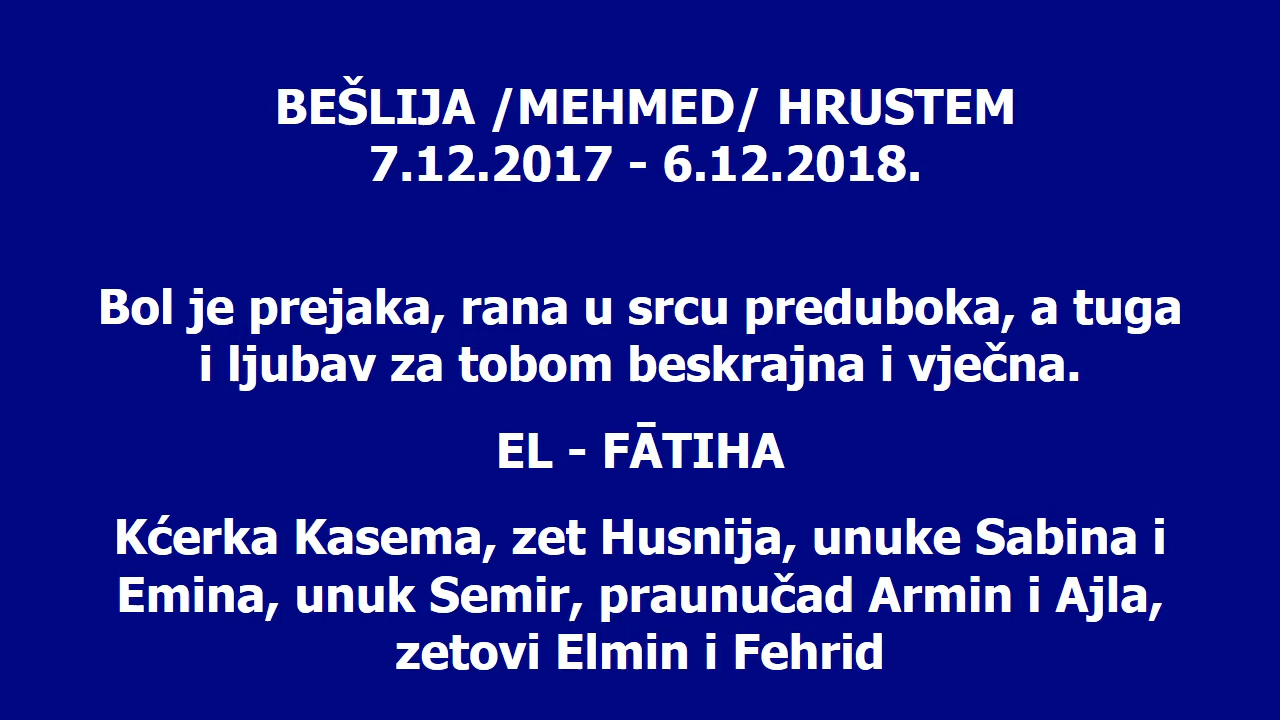 BEŠLIJA /MEHMED/ HRUSTEM
7.12.2017 - 6.12.2018.
Bol je prejaka, rana u srcu preduboka, a tuga
i ljubav za tobom beskrajna i vječna.
EL - FĀTIHA
Kćerka Kasema, zet Husnija, unuke Sabina i
Emina, unuk Semir, praunučad Armin i Ajla,
zetovi Elmin i Fehrid